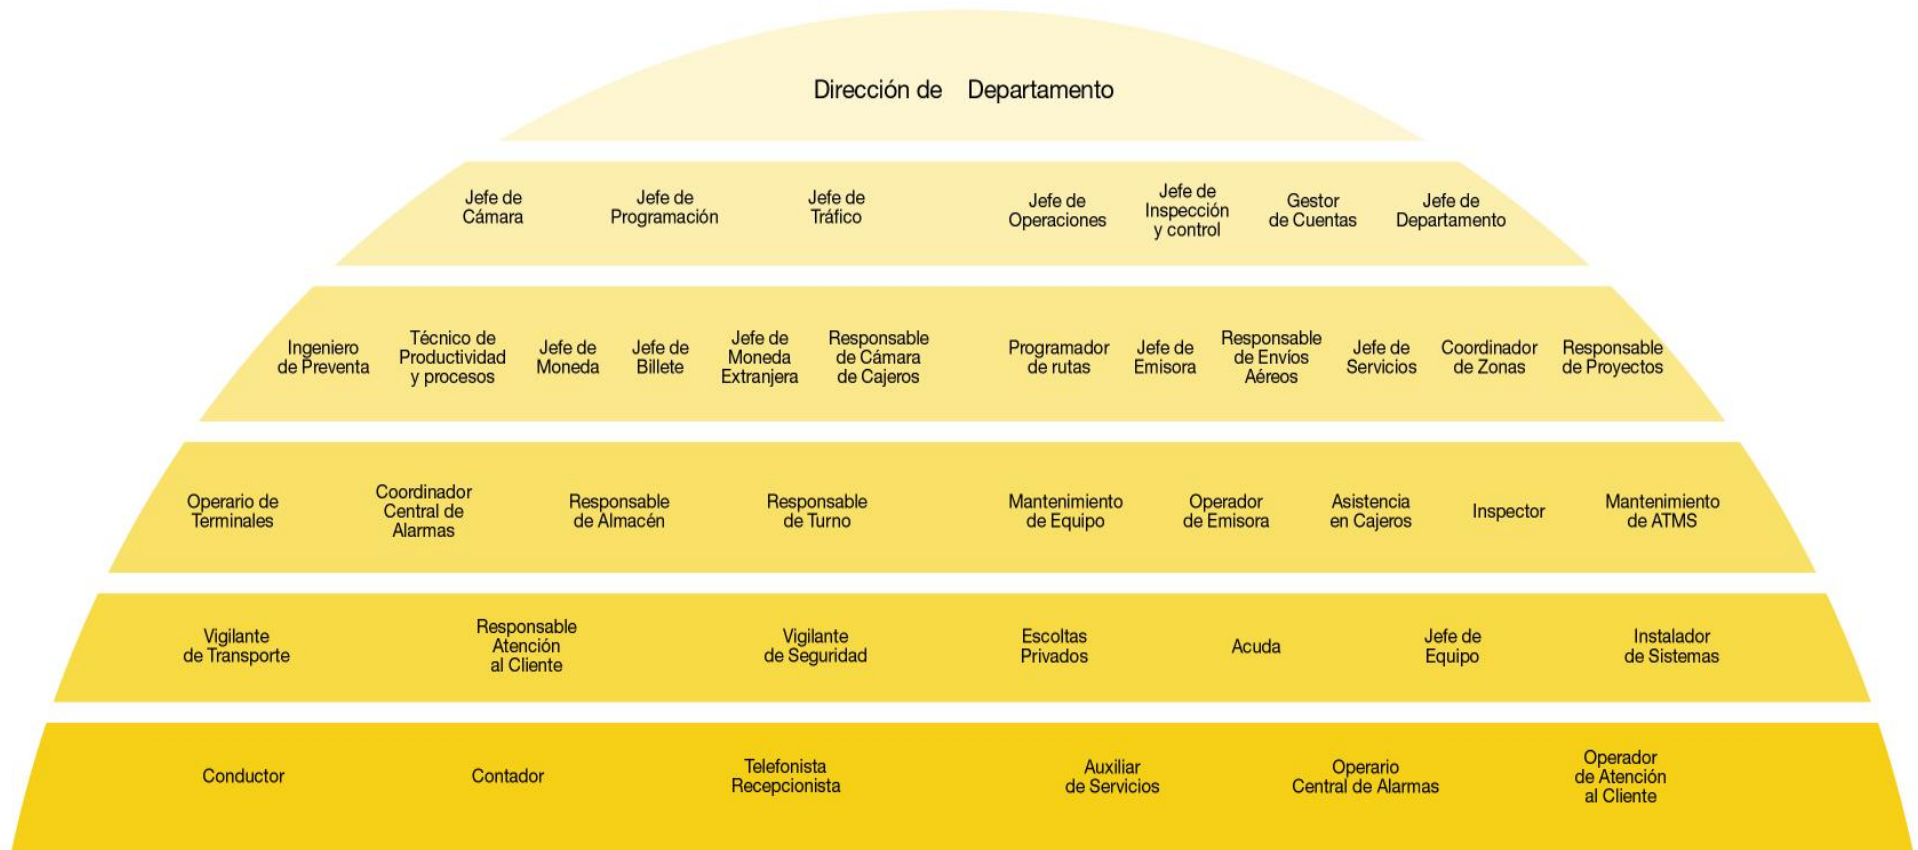 Dirección de Departamento
Jefe de
Cámara
Jefe de
Programación
Jefe de
Tráfico
Jefe de
Operaciones
Jefe de
Inspección
y control
Gestor
de Cuentas
Jefe de
Departamento
Ingeniero
de Preventa
Técnico de
Productividad
y procesos
Jefe de
Moneda
Jefe de
Billete
Jefe de
Moneda
Extranjera
Responsable
de Cámara
de Cajeros
Programador
de rutas
Jefe de
Emisora
Responsable
de Envíos
Aéreos
Jefe de
Servicios
Coordinador
de Zonas
Responsable
de Proyectos
Operario de
Terminales
Coordinador
Central de
Alarmas
Responsable
de Almacén
Responsable
de Turno
Mantenimiento
de Equipo
Operador
de Emisora
Asistencia
en Cajeros
Inspector
Mantenimiento
de ATMS
Vigilante
de Transporte
Responsable
Atención
al Cliente
Vigilante
de Seguridad
Escoltas
Privados
Acuda
Jefe de
Equipo
Instalador
de Sistemas
Conductor
Contador
Telefonista
Recepcionista
Auxiliar
de Servicios
Operario
Central de Alarmas
Operador
de Atención
al Cliente